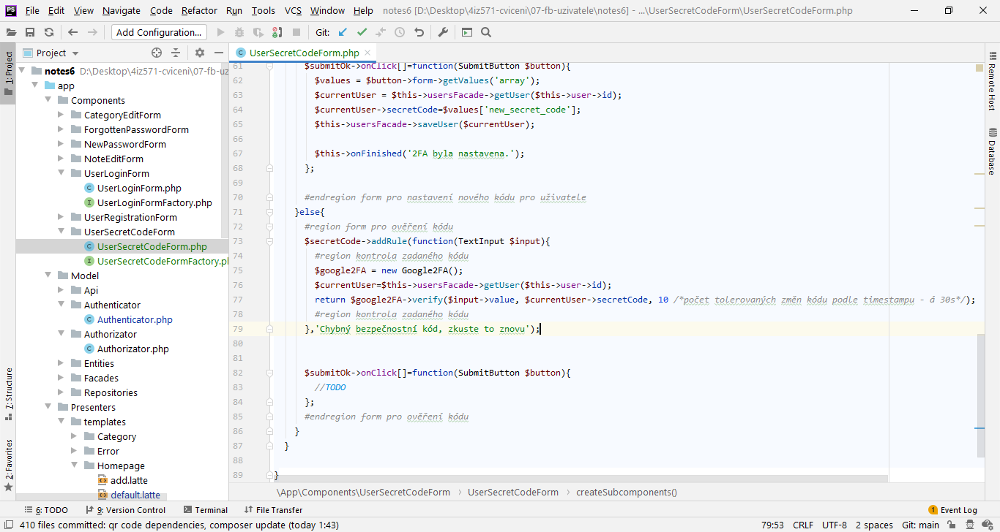 PS File Edit View Navigate Code Refactor Run Tools VCS Window Help notes6 [D:\Desktop\4iz571-cviceni\07-fb-uzivatele\notes6] - ...\UserSecretCodeForm\UserSecretCodeForm.php
Add Configuration... Git:
Project
UserSecretCodeForm.php
1: Project
7: Structure
2: Favorites
notes6 D:\Desktop\4iz571-cviceni\07-fb-uz
app
Components
CategoryEditForm
ForgottenPasswordForm
NewPasswordForm
NoteEditForm
UserLoginForm
UserLoginForm.php
UserLoginFormFactory.php
UserRegistrationForm
UserSecretCodeForm
UserSecretCodeForm.php
UserSecretCodeFormFactory.pl
Model
Api
Authenticator
Authenticator.php
Authorizator
Authorizator.php
Entities
Facades
Repositories
Presenters
templates
Category
Error
Homepage
add.latte
default.latte
61 $submitOk->onClick[]=function(SubmitButton $button){
62 $values = $button->form->getValues('array');
63 $currentUser = $this->usersFacade->getUser($this->user->id);
64 $currentUser->secretCode=$values['new_secret_code'];
65 $this->usersFacade->saveUser($currentUser);
66
67 $this->onFinished('2FA byla nastavena.');
68 };
69
70 #endregion form pro nastavení nového kódu pro uživatele
71 }else{
72 #region form pro ověření kódu
73 $secretCode->addRule(function(TextInput $input){
74 #region kontrola zadaného kódu
75 $google2FA = new Google2FA();
76 $currentUser=$this->usersFacade->getUser($this->user->id);
77 return $google2FA->verify($input->value, $currentUser->secretCode, 10 /*počet tolerovaných změn kódu podle timestampu - á 30s*/);
78 #region kontrola zadaného kódu
79 },'Chybný bezpečnostní kód, zkuste to znovu');
80
81
82 $submitOk->onClick[]=function(SubmitButton $button){
83 //TODO
84 };
85 #endregion form pro ověření kódu
86 }
87 }
88
89 }
Remote Host
Database
\App\Components\UserSecretCodeForm UserSecretCodeForm createSubcomponents()
6: TODO 9: Version Control Terminal File Transfer 1 Event Log
410 files committed: qr code dependencies, composer update (today 1:43) 79:53 CRLF UTF-8 2 spaces Git: main